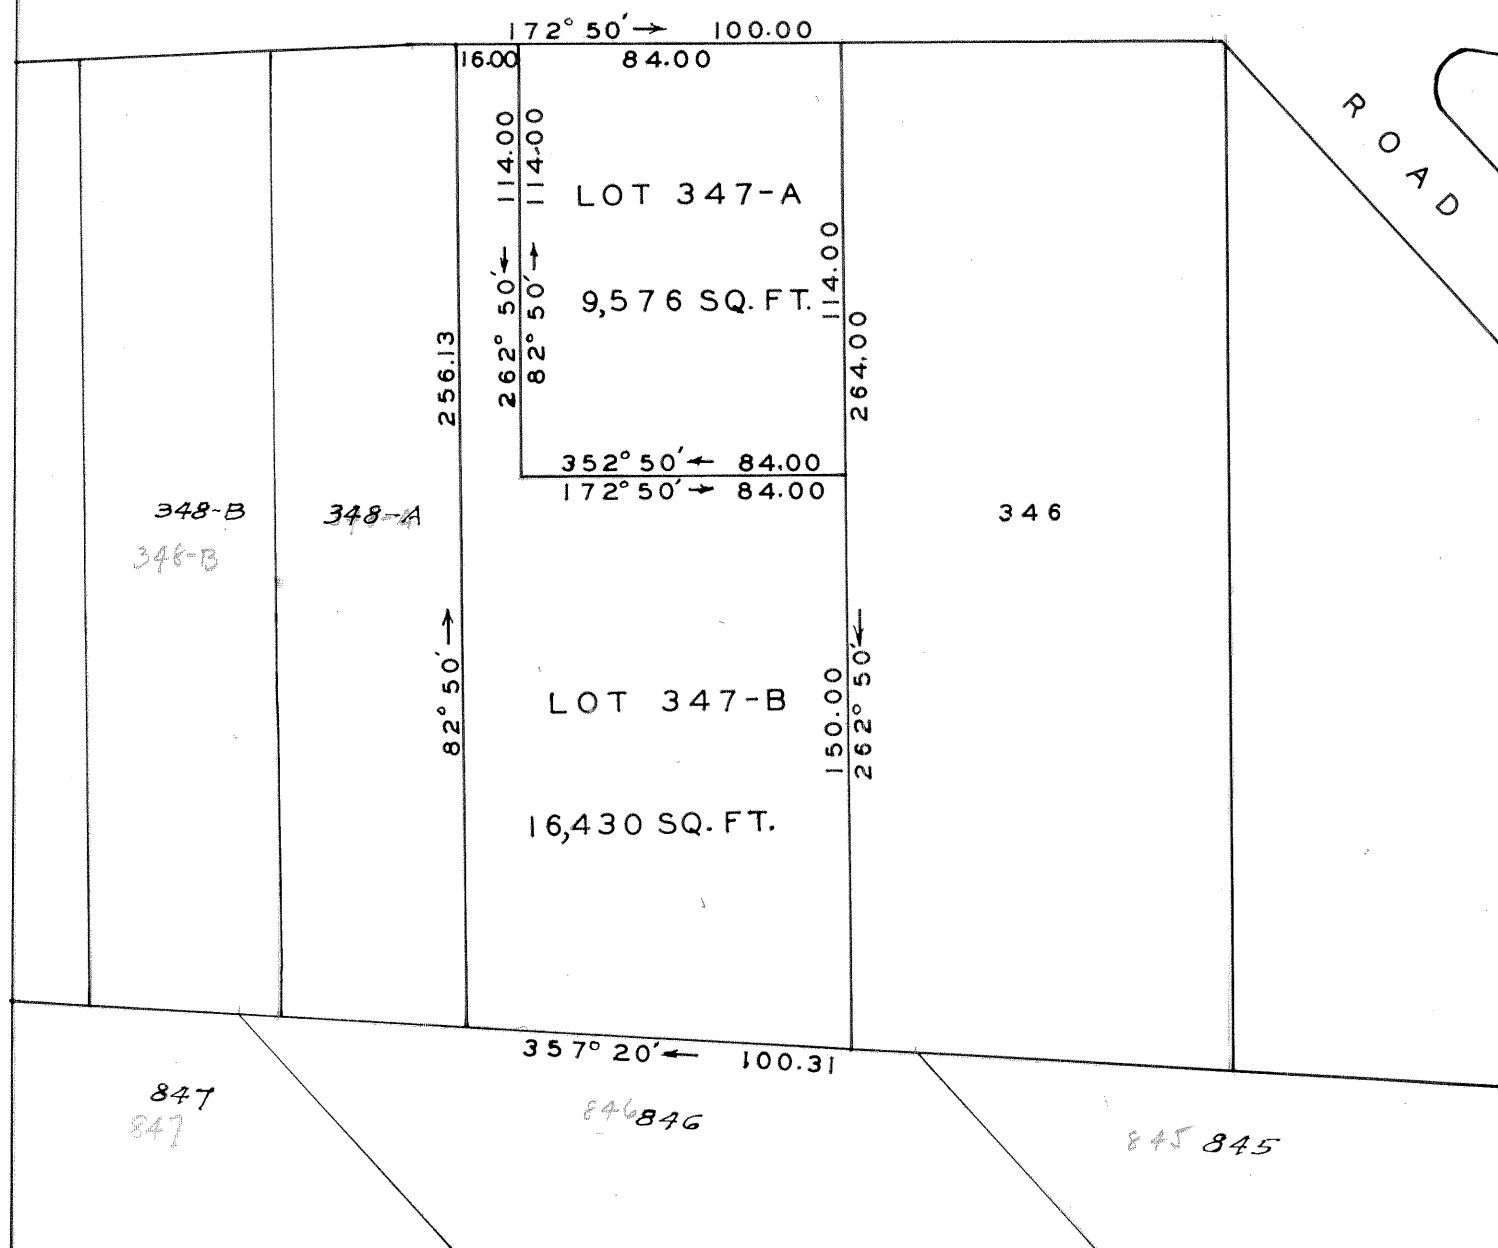 172° 50′ → 100.00
16.00 84.00
114.00
262° 50′ ←
114.00
82° 50′ →
LOT 347-A
9,576 SQ. FT.
114.00
264.00
262° 50′ ←
256.13
82° 50′ →
352° 50′ ← 84.00
172° 50′ → 84.00
348-B
348-B
348-A
346
LOT 347-B
16,430 SQ. FT.
150.00
357° 20′ ← 100.31
847
847
846 846
845 845
ROAD